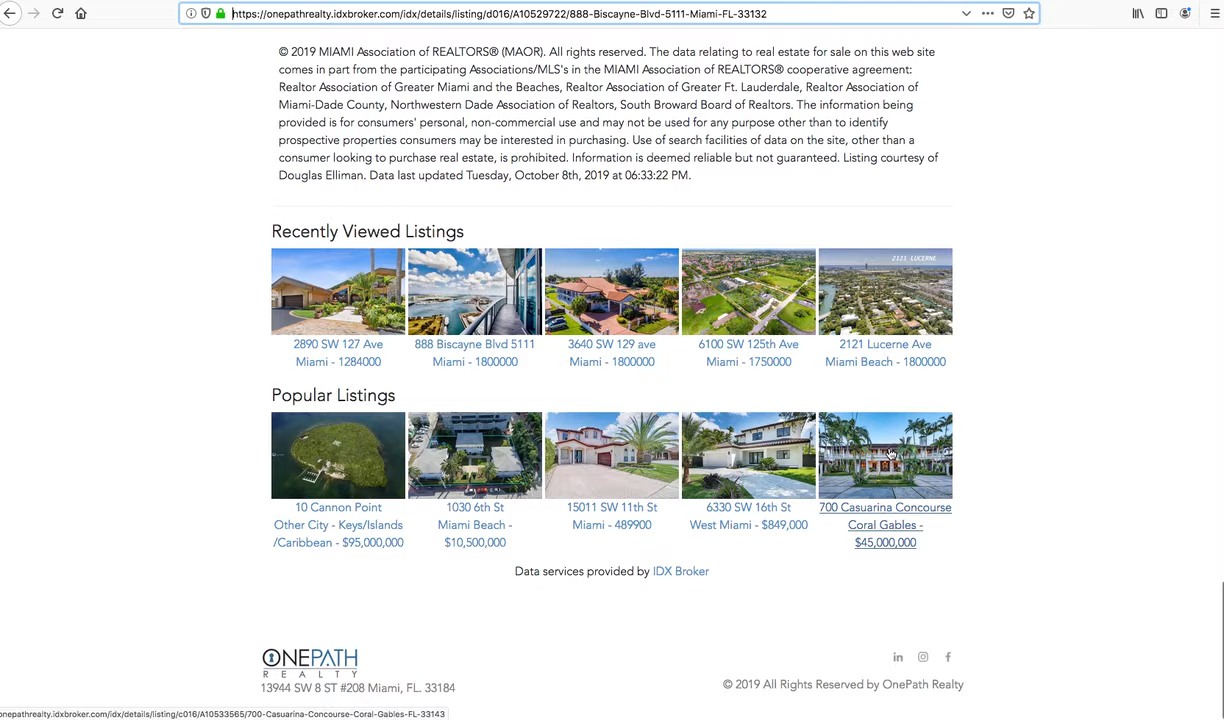 https://onepathrealty.idxbroker.com/idx/details/listing/d016/A10529722/888-Biscayne-Blvd-5111-Miami-FL-33132
© 2019 MIAMI Association of REALTORS® (MAOR). All rights reserved. The data relating to real estate for sale on this web site
comes in part from the participating Associations/MLS's in the MIAMI Association of REALTORS® cooperative agreement:
Realtor Association of Greater Miami and the Beaches, Realtor Association of Greater Ft. Lauderdale, Realtor Association of
Miami-Dade County, Northwestern Dade Association of Realtors, South Broward Board of Realtors. The information being
provided is for consumers' personal, non-commercial use and may not be used for any purpose other than to identify
prospective properties consumers may be interested in purchasing. Use of search facilities of data on the site, other than a
consumer looking to purchase real estate, is prohibited. Information is deemed reliable but not guaranteed. Listing courtesy of
Douglas Elliman. Data last updated Tuesday, October 8th, 2019 at 06:33:22 PM.
Recently Viewed Listings
2121 LUCERNE
2890 SW 127 Ave
Miami - 1284000
888 Biscayne Blvd 5111
Miami - 1800000
3640 SW 129 ave
Miami - 1800000
6100 SW 125th Ave
Miami - 1750000
2121 Lucerne Ave
Miami Beach - 1800000
Popular Listings
10 Cannon Point
Other City - Keys/Islands
/Caribbean - $95,000,000
1030 6th St
Miami Beach -
$10,500,000
15011 SW 11th St
Miami - 489900
6330 SW 16th St
West Miami - $849,000
700 Casuarina Concourse
Coral Gables -
$45,000,000
Data services provided by IDX Broker
ONEPATH
REALTY
13944 SW 8 ST #208 Miami, FL. 33184
© 2019 All Rights Reserved by OnePath Realty
onepathrealty.idxbroker.com/idx/details/listing/c016/A10533565/700-Casuarina-Concourse-Coral-Gables-FL-33143